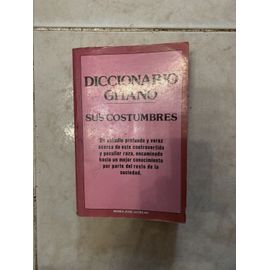 DICCIONARIO
GITANO
SUS COSTUMBRES
Un estudio profundo y veraz
acerca de esta controvertida
y peculiar raza, encaminado
hacia un mejor conocimiento
por parte del resto de la
sociedad.